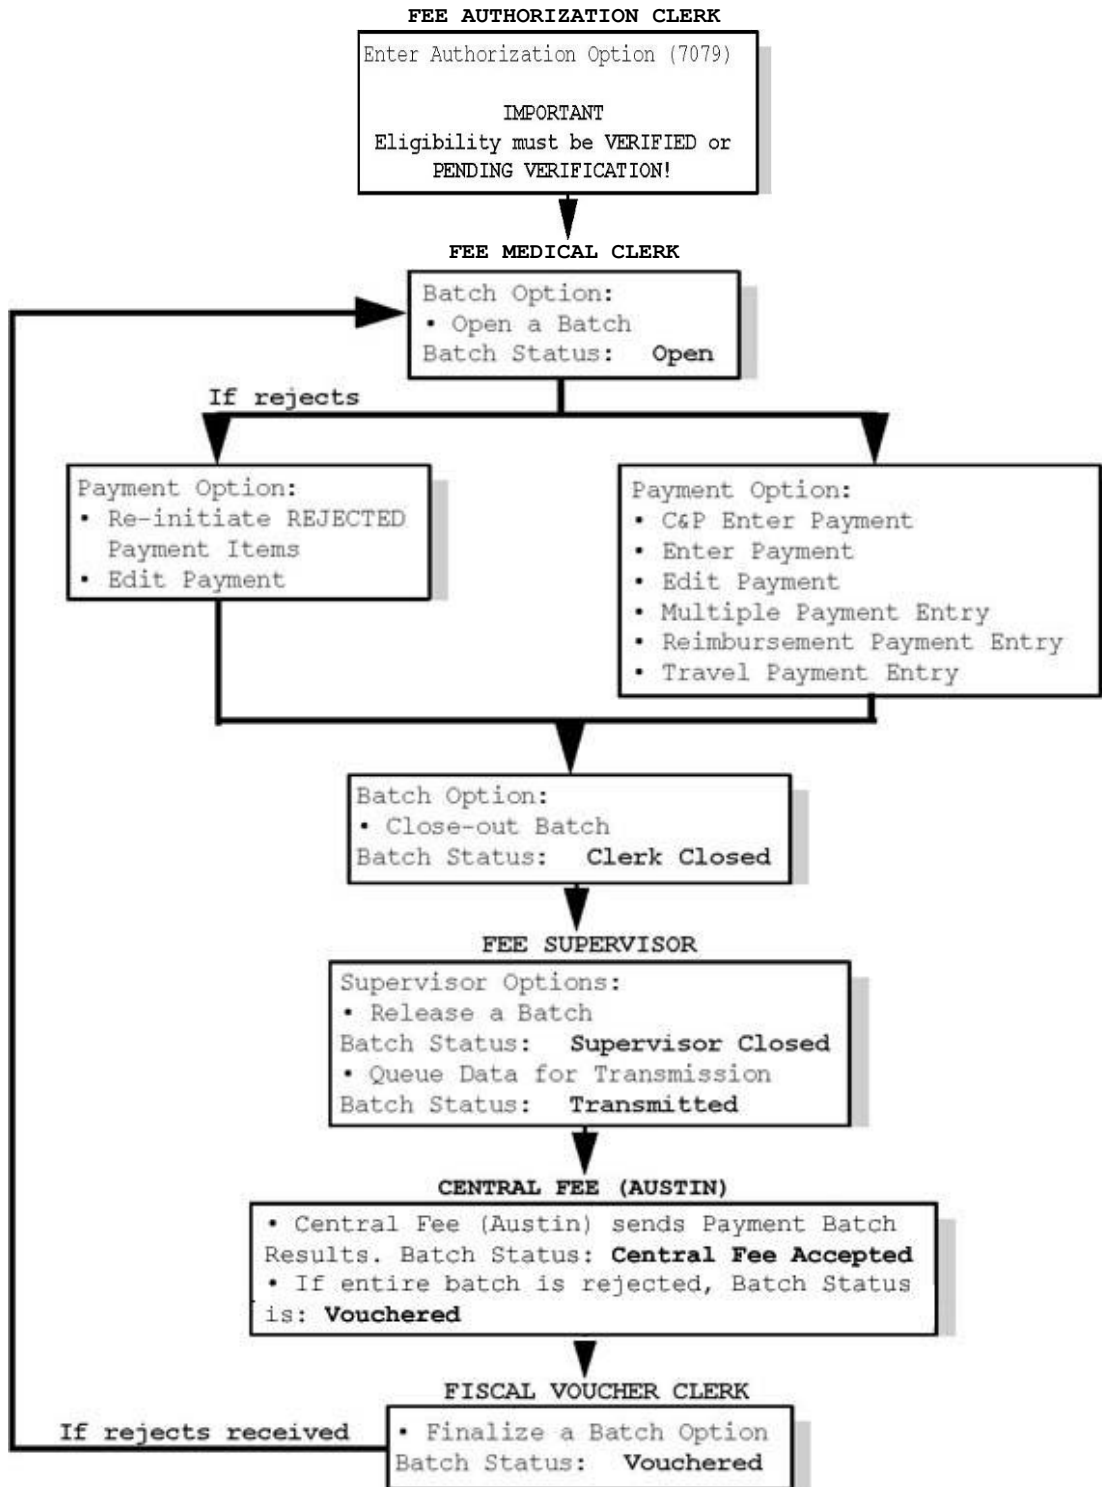 FEE AUTHORIZATION CLERK
Enter Authorization Option (7079)
IMPORTANT
Eligibility must be VERIFIED or
PENDING VERIFICATION!
FEE MEDICAL CLERK
Batch Option:
• Open a Batch
Batch Status: Open
If rejects
Payment Option:
• Re-initiate REJECTED
Payment Items
• Edit Payment
Payment Option:
• C&P Enter Payment
• Enter Payment
• Edit Payment
• Multiple Payment Entry
• Reimbursement Payment Entry
• Travel Payment Entry
Batch Option:
• Close-out Batch
Batch Status: Clerk Closed
FEE SUPERVISOR
Supervisor Options:
• Release a Batch
Batch Status: Supervisor Closed
• Queue Data for Transmission
Batch Status: Transmitted
CENTRAL FEE (AUSTIN)
• Central Fee (Austin) sends Payment Batch
Results. Batch Status: Central Fee Accepted
• If entire batch is rejected, Batch Status
is: Vouchered
FISCAL VOUCHER CLERK
If rejects received
• Finalize a Batch Option
Batch Status: Vouchered